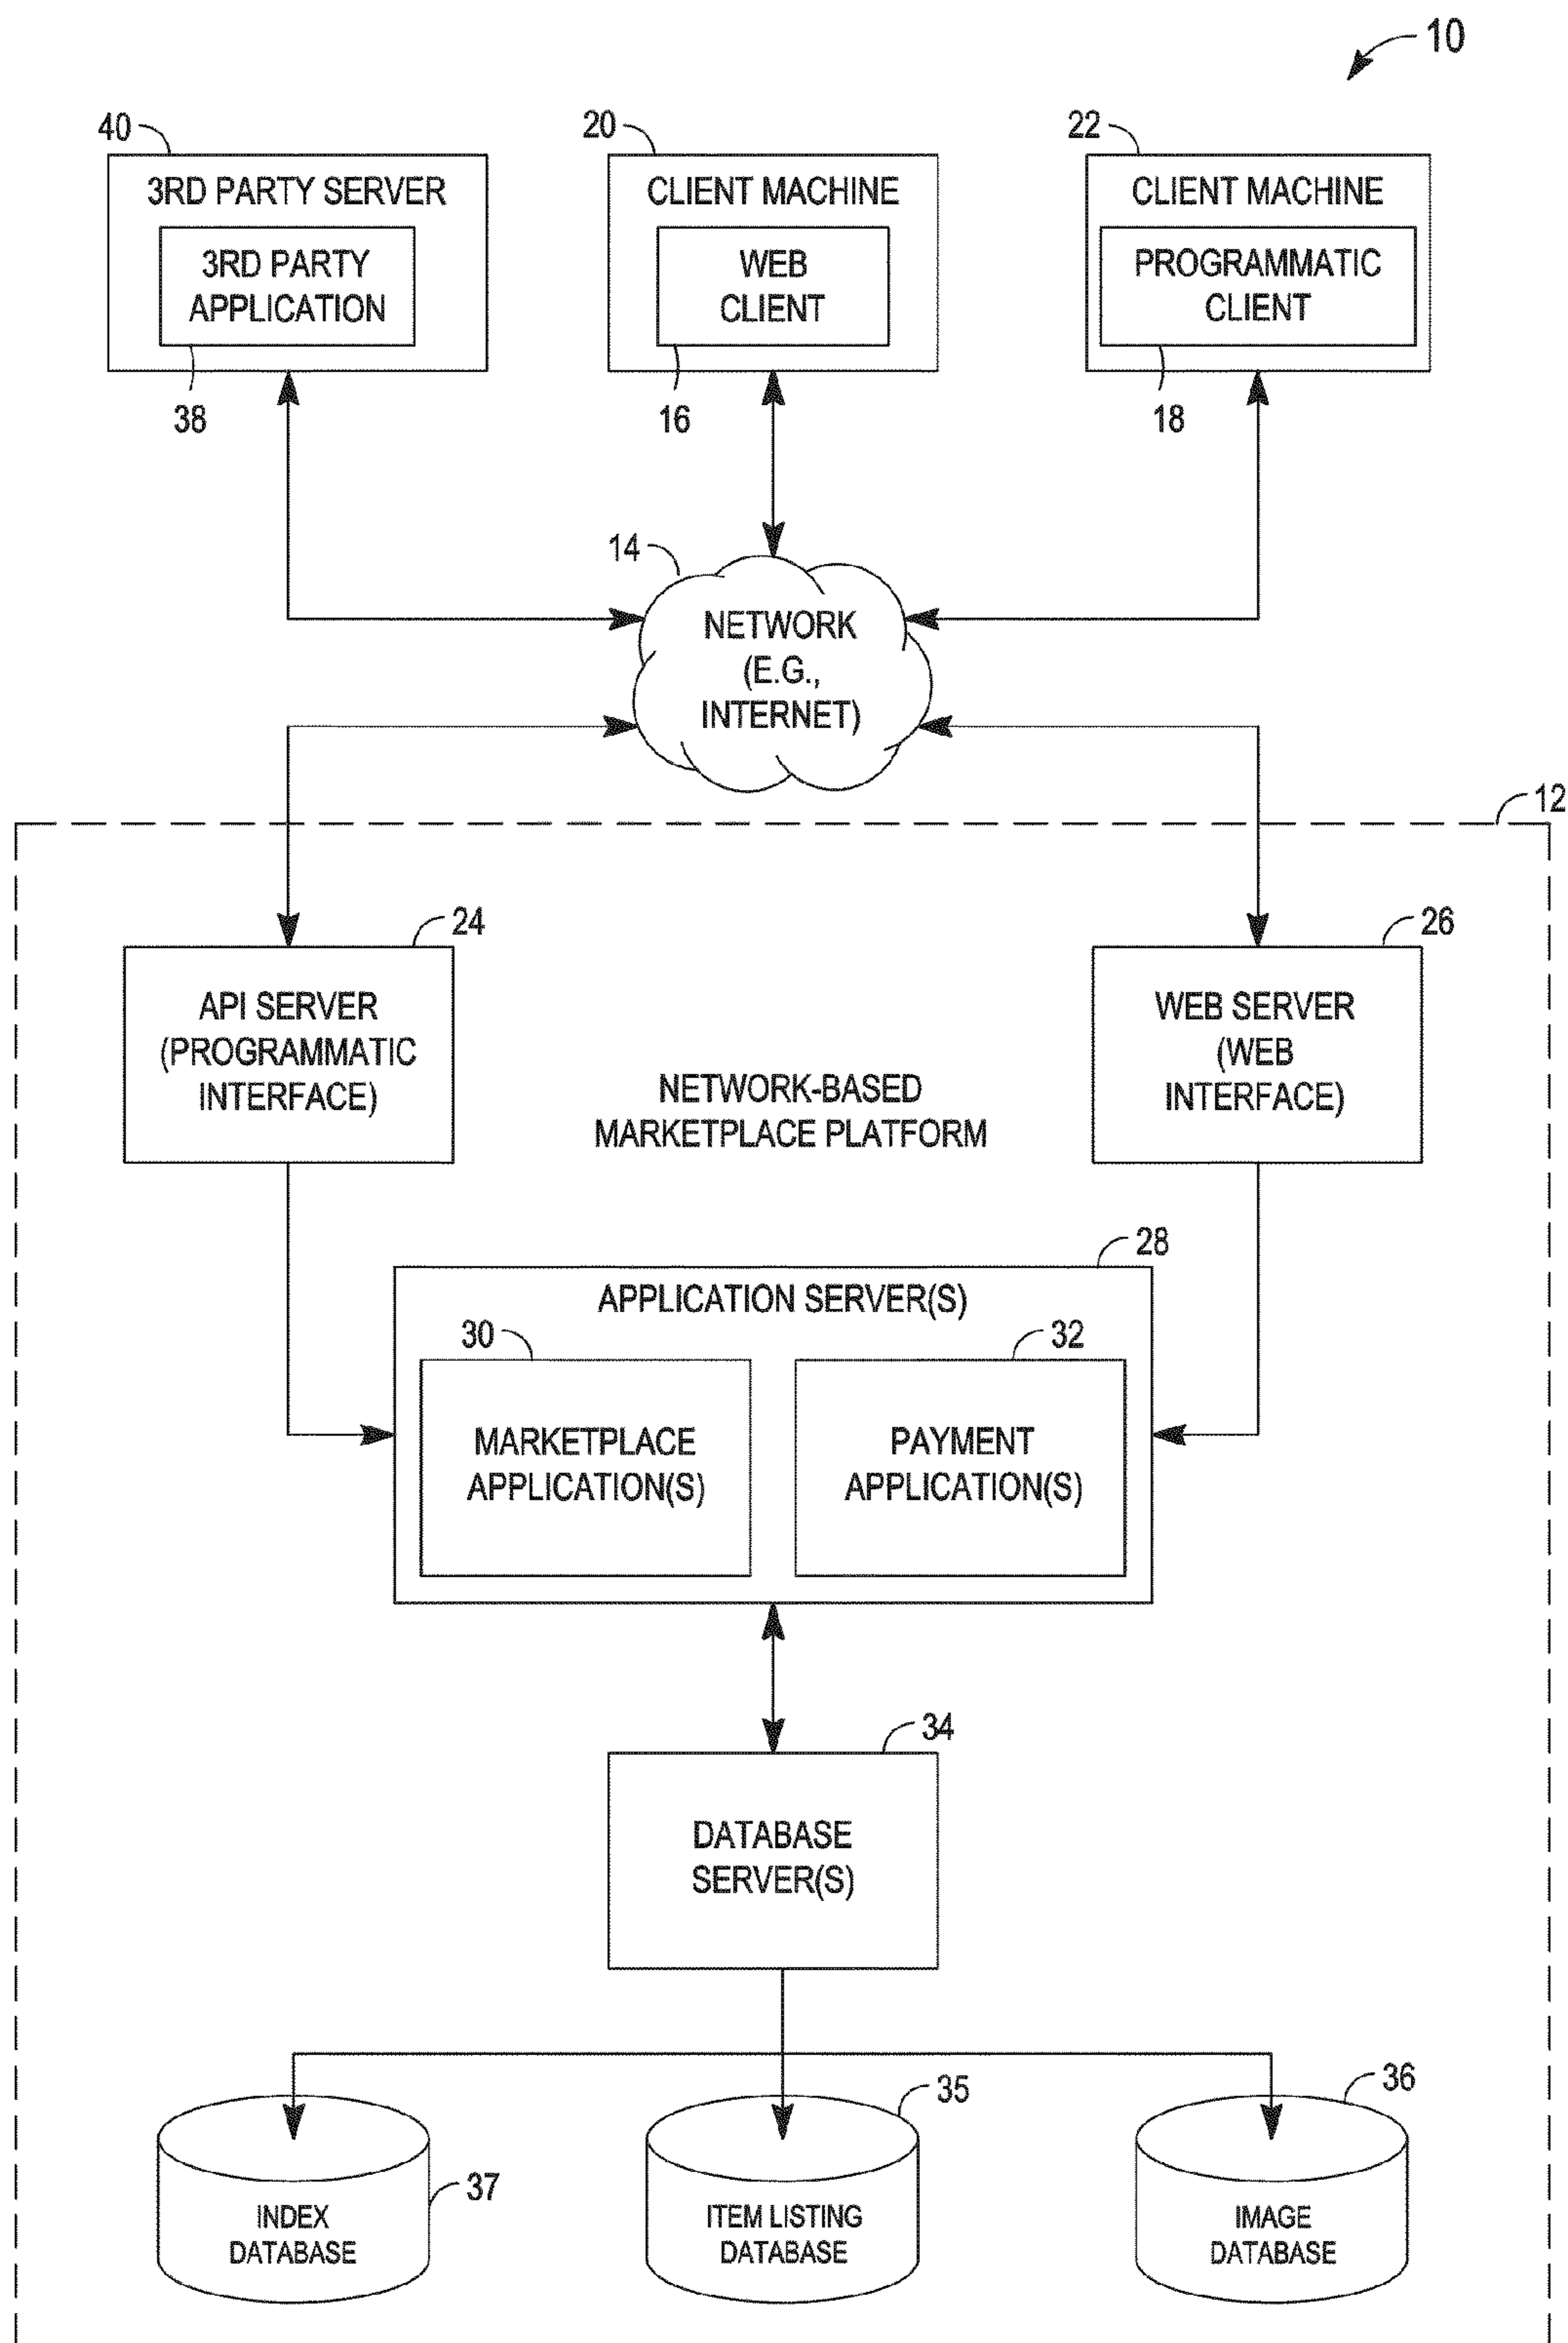 10
40
20
22
3RD PARTY SERVER
CLIENT MACHINE
CLIENT MACHINE
3RD PARTY
APPLICATION
WEB
CLIENT
PROGRAMMATIC
CLIENT
38
16
18
14
NETWORK
(E.G.,
INTERNET)
12
24
26
API SERVER
(PROGRAMMATIC
INTERFACE)
WEB SERVER
(WEB
INTERFACE)
NETWORK-BASED
MARKETPLACE PLATFORM
28
APPLICATION SERVER(S)
30
32
MARKETPLACE
APPLICATION(S)
PAYMENT
APPLICATION(S)
34
DATABASE
SERVER(S)
35
36
37
INDEX
DATABASE
ITEM LISTING
DATABASE
IMAGE
DATABASE